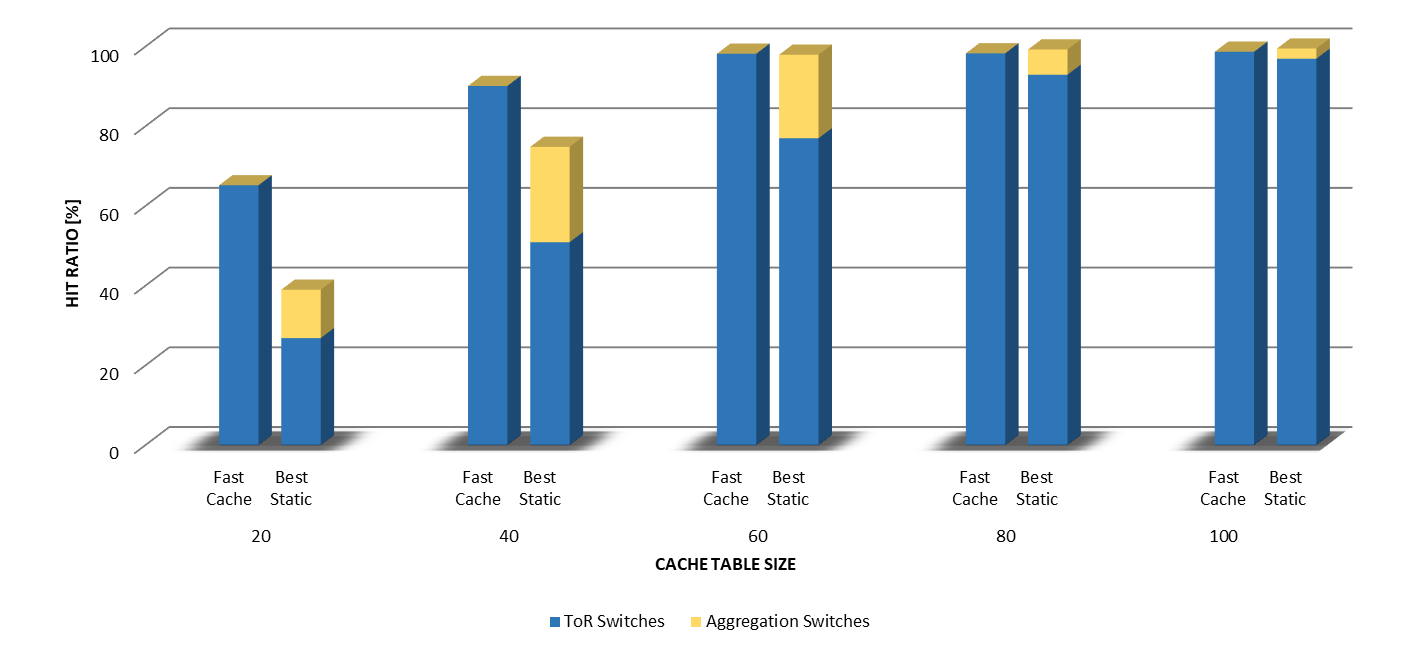 100
80
60
40
20
0
HIT RATIO [%]
Fast Cache
Best Static
Fast Cache
Best Static
Fast Cache
Best Static
Fast Cache
Best Static
Fast Cache
Best Static
20
40
60
80
100
CACHE TABLE SIZE
ToR Switches
Aggregation Switches